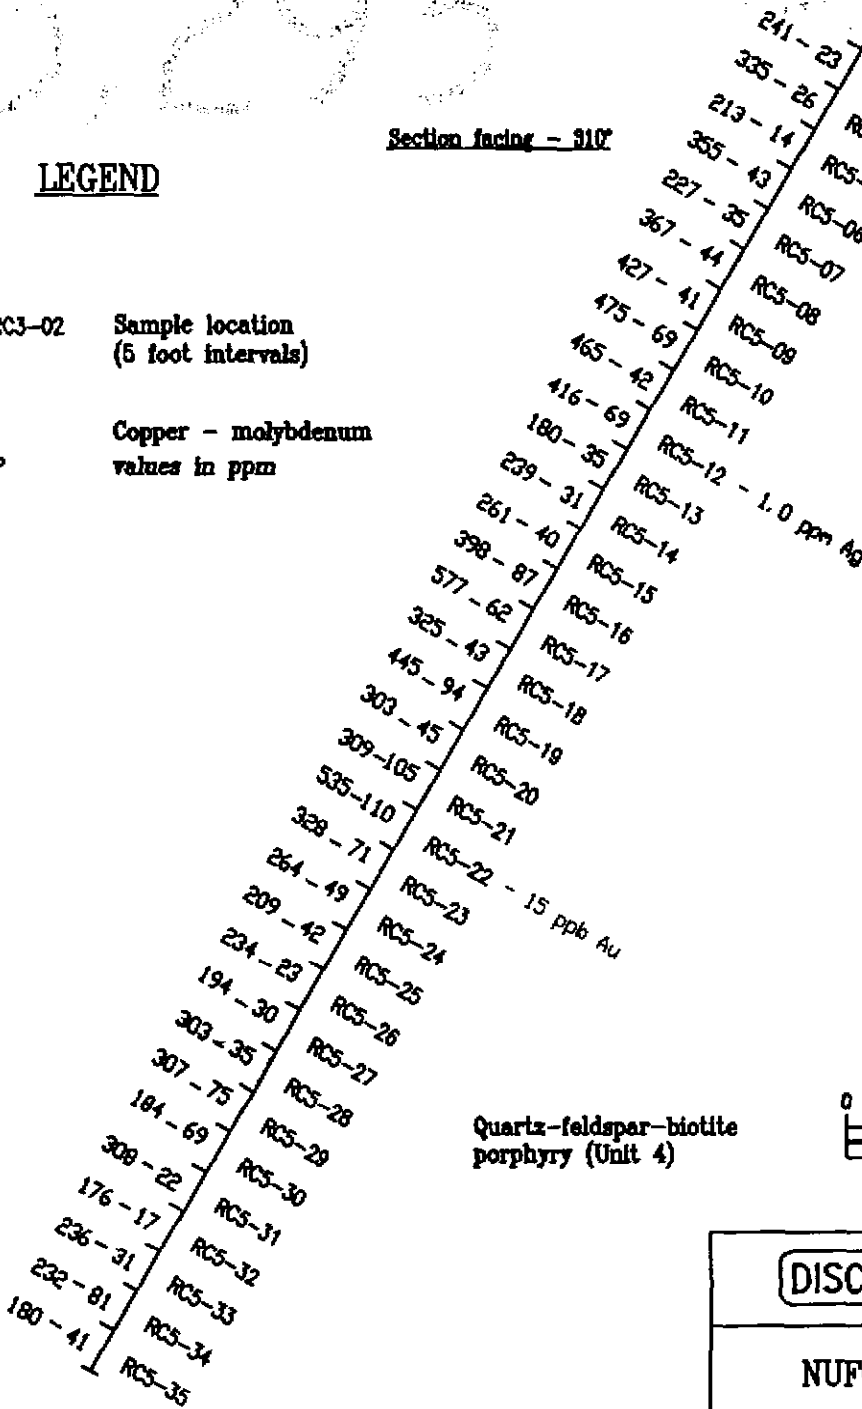 Section facing - 310°
LEGEND
RC3-02 Sample location
(5 foot intervals)
Copper - molybdenum
values in ppm
241 - 23
335 - 26
213 - 14
355 - 43
227 - 35
367 - 44
427 - 41
475 - 69
465 - 42
416 - 69
180 - 35
239 - 31
261 - 40
398 - 87
577 - 62
325 - 43
445 - 94
303 - 45
309-105
535-110
328 - 71
264 - 49
209 - 42
234 - 23
194 - 30
303 - 35
307 - 75
184 - 69
308 - 22
176 - 17
236 - 31
232 - 81
180 - 41
RC5-06
RC5-07
RC5-08
RC5-09
RC5-10
RC5-11
RC5-12 - 1.0 ppm Ag
RC5-13
RC5-14
RC5-15
RC5-16
RC5-17
RC5-18
RC5-19
RC5-20
RC5-21
RC5-22 - 15 ppb Au
RC5-23
RC5-24
RC5-25
RC5-26
RC5-27
RC5-28
RC5-29
RC5-30
RC5-31
RC5-32
RC5-33
RC5-34
RC5-35
Quartz-feldspar-biotite
porphyry (Unit 4)
0
DISC
NUF